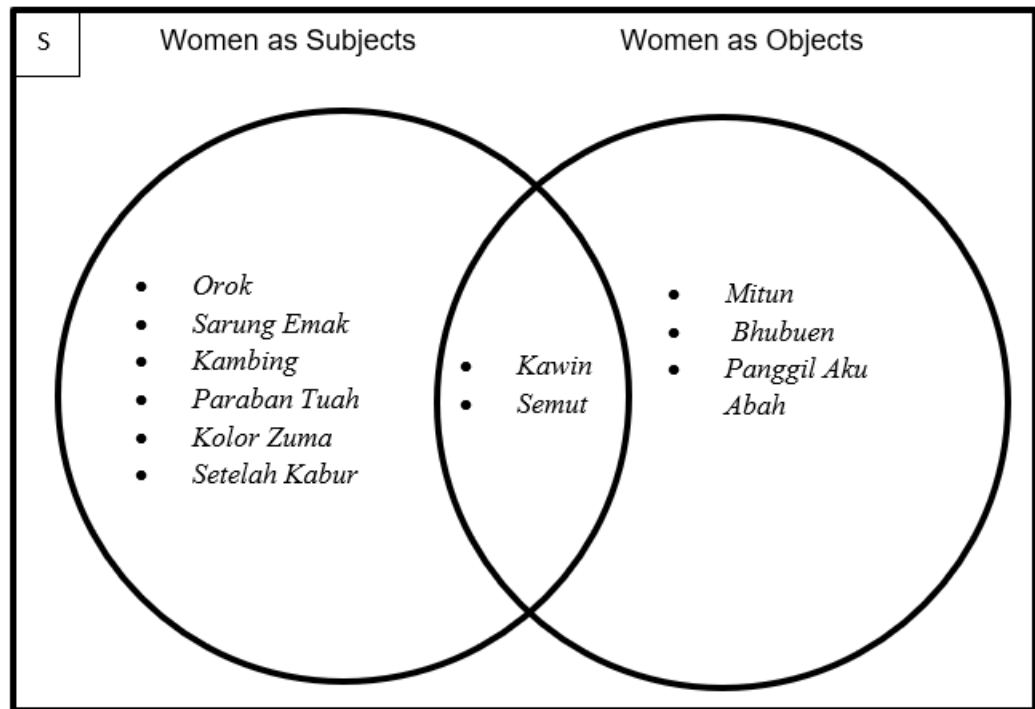 S
Women as Subjects
Women as Objects
• Orok
• Sarung Emak
• Kambing
• Paraban Tuah
• Kolor Zuma
• Setelah Kabur
• Kawin
• Semut
• Mitun
• Bhubuen
• Panggil Aku
Abah